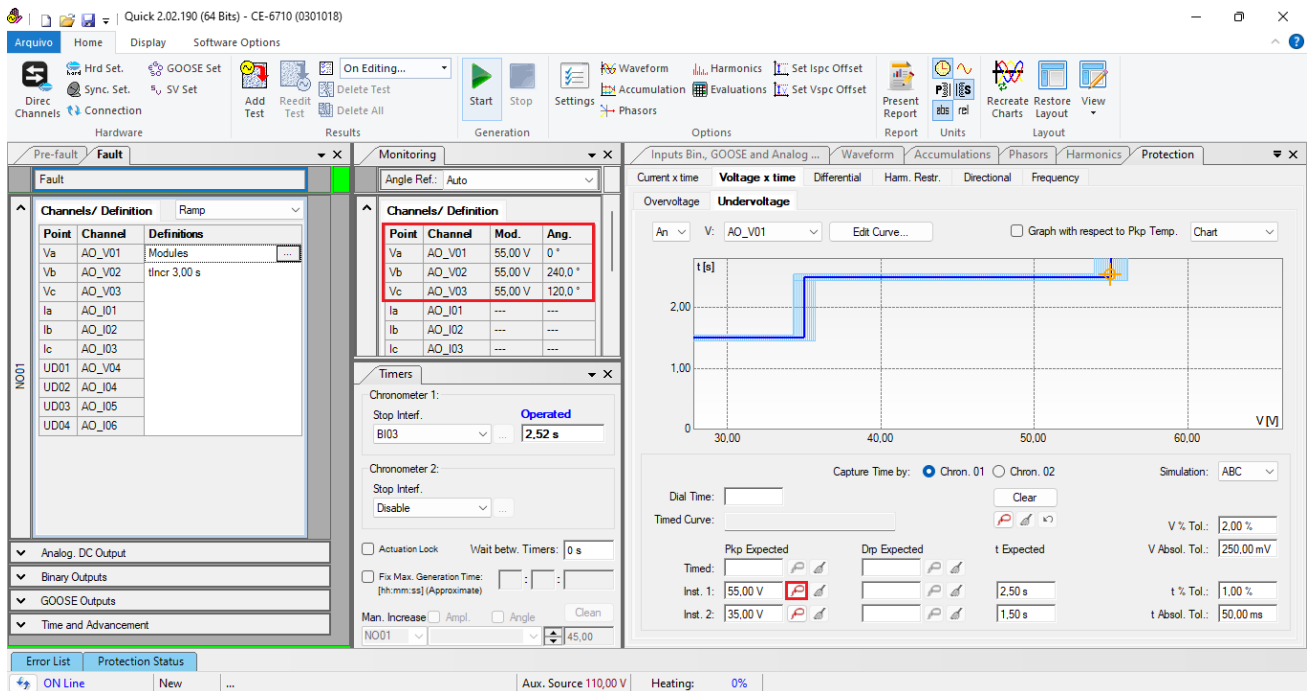 Quick 2.02.190 (64 Bits) - CE-6710 (0301018)
Arquivo Home Display Software Options
Direc Channels
Hrd Set.
Sync. Set.
Connection
GOOSE Set
SV Set
Hardware
Add Test
Reedit Test
On Editing...
Delete Test
Delete All
Results
Start
Stop
Generation
Settings
Waveform
Accumulation
Phasors
Harmonics
Evaluations
Set Ispc Offset
Set Vspc Offset
Options
Present Report
Report
abs rel
Units
Recreate Charts
Restore Layout
View
Layout
Pre-fault Fault
Fault
Channels/ Definition Ramp
Point Channel Definitions
Va AO_V01 Modules ...
Vb AO_V02 tIncr 3,00 s
Vc AO_V03
Ia AO_I01
Ib AO_I02
Ic AO_I03
UD01 AO_V04
UD02 AO_I04
UD03 AO_I05
UD04 AO_I06
NO01
Analog. DC Output
Binary Outputs
GOOSE Outputs
Time and Advancement
Monitoring
Angle Ref.: Auto
Channels/ Definition
Point Channel Mod. Ang.
Va AO_V01 55,00 V 0 °
Vb AO_V02 55,00 V 240,0 °
Vc AO_V03 55,00 V 120,0 °
Ia AO_I01 --- ---
Ib AO_I02 --- ---
Ic AO_I03 --- ---
Timers
Chronometer 1:
Stop Interf. Operated
BI03 ... 2,52 s
Chronometer 2:
Stop Interf.
Disable ...
Actuation Lock Wait betw. Timers: 0 s
Fix Max. Generation Time: : :
[hh:mm:ss] (Approximate)
Man. Increase Ampl. Angle Clean
NO01 45,00
Inputs Bin., GOOSE and Analog ... Waveform Accumulations Phasors Harmonics Protection
Current x time Voltage x time Differential Harm. Restr. Directional Frequency
Overvoltage Undervoltage
An V: AO_V01 Edit Curve... Graph with respect to Pkp Temp. Chart
t [s]
2,00
1,00
0
30,00 40,00 50,00 60,00
V [V]
Capture Time by: Chron. 01 Chron. 02 Simulation: ABC
Dial Time: Clear
Timed Curve: V % Tol.: 2,00 %
Pkp Expected Drp Expected t Expected V Absol. Tol.: 250,00 mV
Timed:
Inst. 1: 55,00 V 2,50 s t % Tol.: 1,00 %
Inst. 2: 35,00 V 1,50 s t Absol. Tol.: 50,00 ms
Error List Protection Status
ON Line New ... Aux. Source 110,00 V Heating: 0%